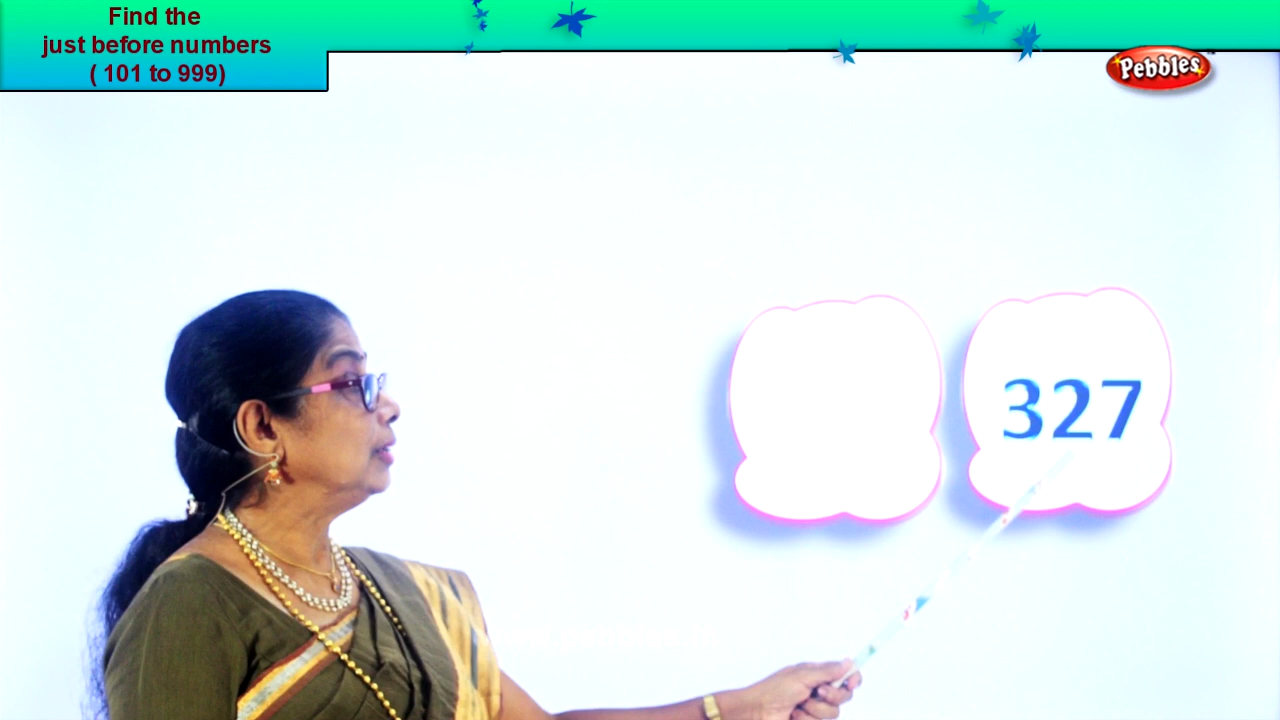 Find the
just before numbers
( 101 to 999)
Pebbles
327